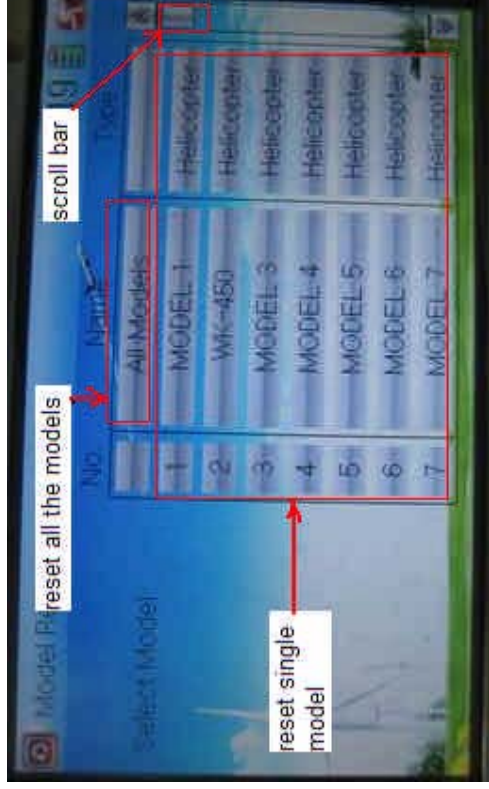 scroll bar
reset all the models
Model Re
Select Model
No. Name Type
All Models
1 MODEL 1 Helicopter
2 WK-450 Helicopter
3 MODEL 3 Helicopter
4 MODEL 4 Helicopter
5 MODEL 5 Helicopter
6 MODEL 6 Helicopter
7 MODEL 7 Helicopter
reset single
model